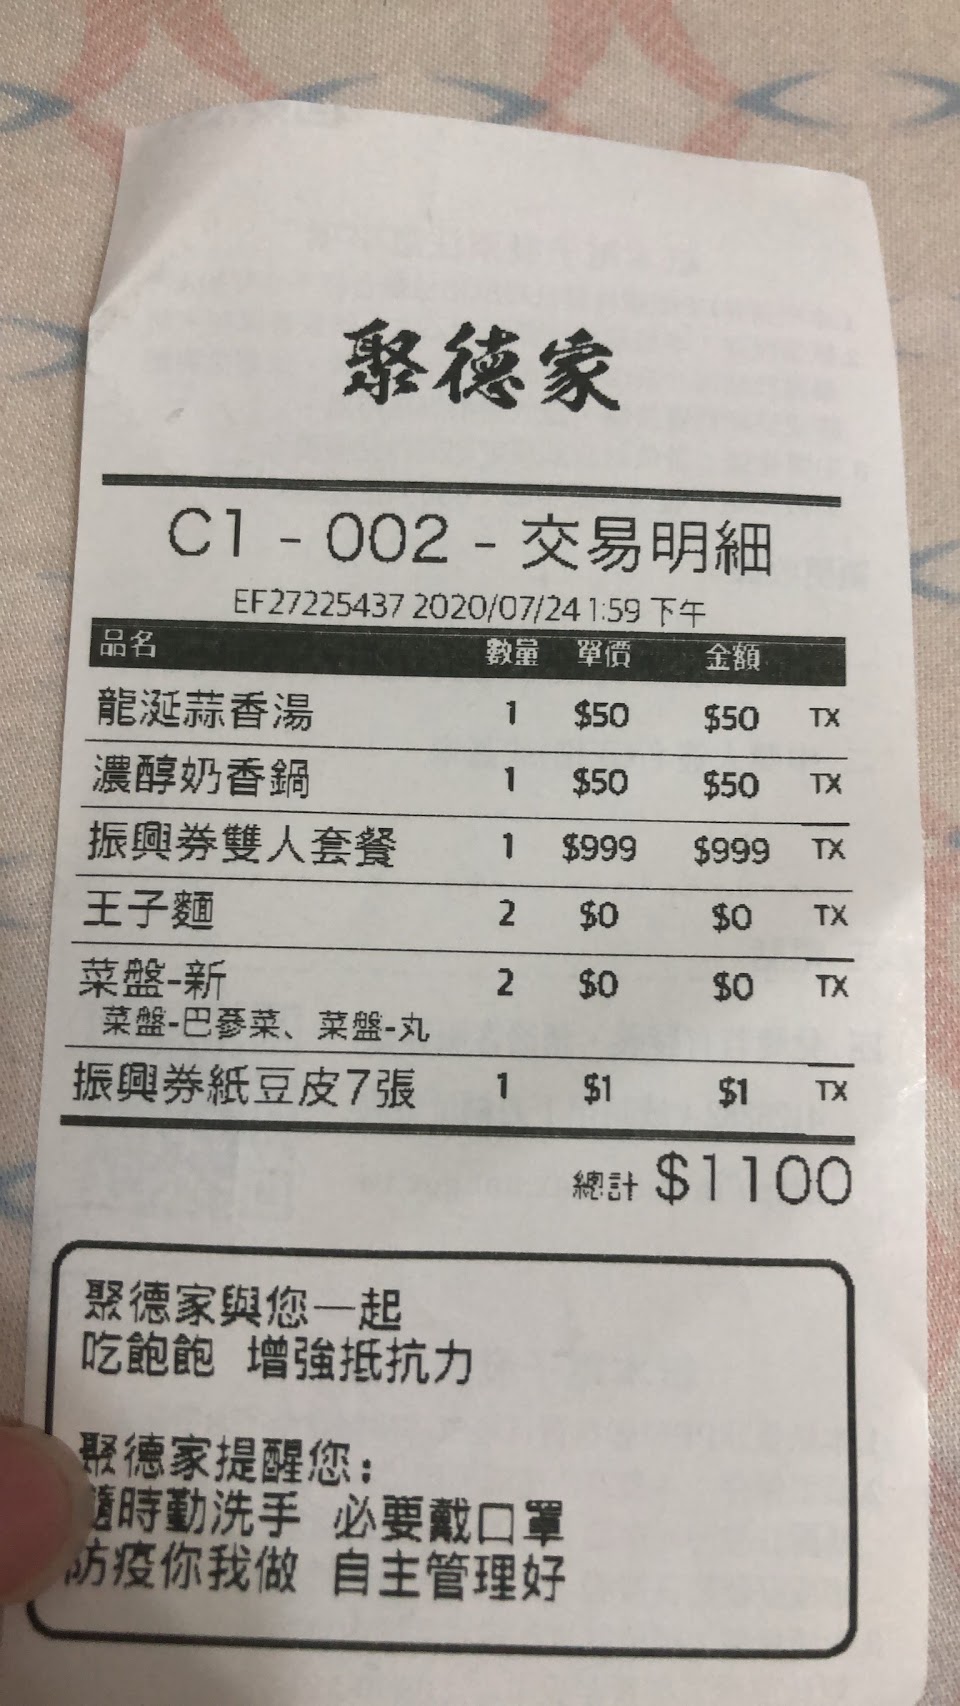 聚德家
C1 - 002 - 交易明細
EF27225437 2020/07/24 1:59 下午
品名 數量 單價 金額
龍涎蒜香湯 1 $50 $50 TX
濃醇奶香鍋 1 $50 $50 TX
振興券雙人套餐 1 $999 $999 TX
王子麵 2 $0 $0 TX
菜盤-新 2 $0 $0 TX
菜盤-巴蔘菜、菜盤-丸
振興券紙豆皮7張 1 $1 $1 TX
總計 $1100
聚德家與您一起
吃飽飽 增強抵抗力
聚德家提醒您:
隨時勤洗手 必要戴口罩
防疫你我做 自主管理好